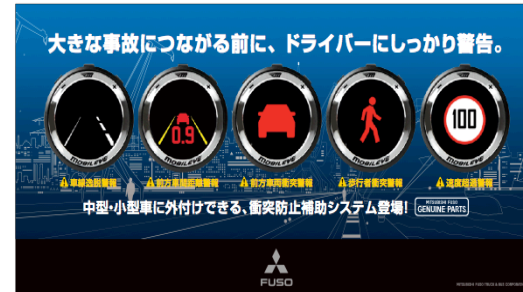 大きな事故につながる前に、ドライバーにしっかり警告。
0.9
100
MOBILEYE MOBILEYE MOBILEYE MOBILEYE MOBILEYE
車線逸脱警報 前方車間距離警報 前方車両衝突警報 歩行者衝突警報 速度超過警報
中型・小型車に外付けできる、衝突防止補助システム登場!
MITSUBISHI FUSO
GENUINE PARTS
FUSO
MITSUBISHI FUSO TRUCK & BUS CORPORATION